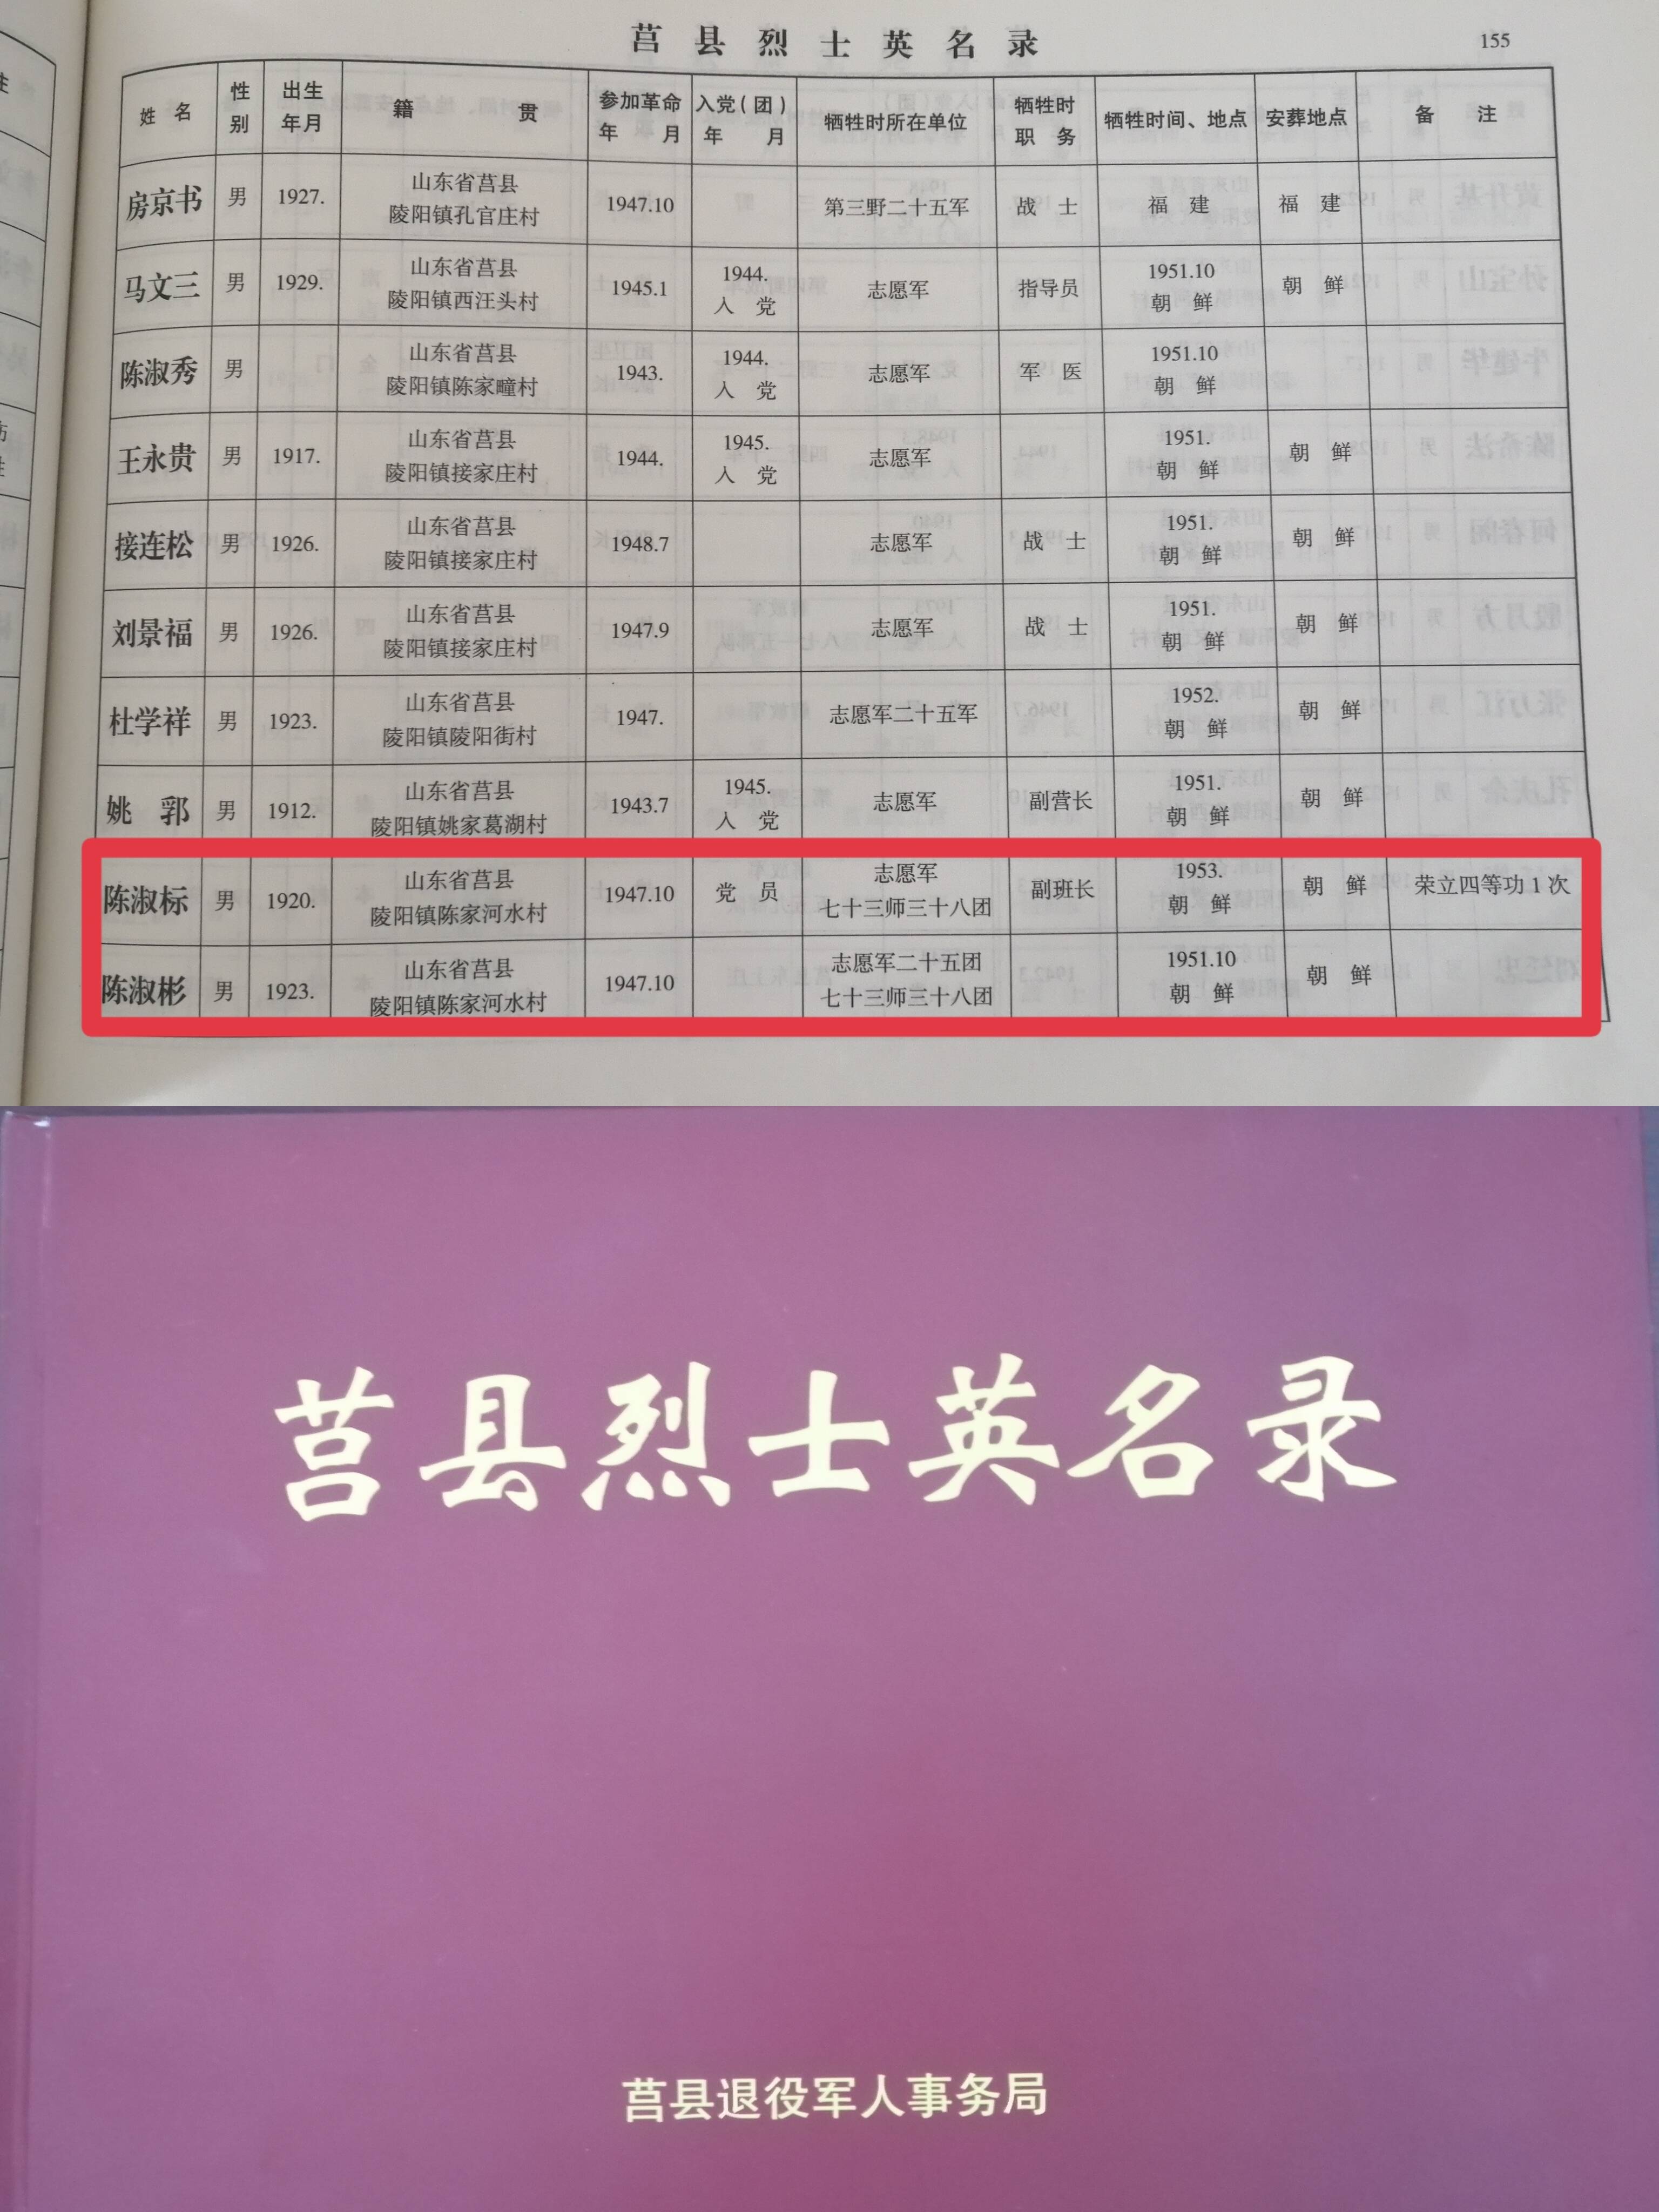 莒县烈士英名录
155
姓 名 性别 出生年月 籍 贯 参加革命年 月 入党(团)年 月 牺牲时所在单位 牺牲时职 务 牺牲时间、地点 安葬地点 备 注
房京书 男 1927. 山东省莒县陵阳镇孔官庄村 1947.10 第三野二十五军 战 士 福 建 福 建
马文三 男 1929. 山东省莒县陵阳镇西汪头村 1945.1 1944.入 党 志愿军 指导员 1951.10朝 鲜 朝 鲜
陈淑秀 男 山东省莒县陵阳镇陈家疃村 1943. 1944.入 党 志愿军 军 医 1951.10朝 鲜
王永贵 男 1917. 山东省莒县陵阳镇接家庄村 1944. 1945.入 党 志愿军 1951.朝 鲜 朝 鲜
接连松 男 1926. 山东省莒县陵阳镇接家庄村 1948.7 志愿军 战 士 1951.朝 鲜 朝 鲜
刘景福 男 1926. 山东省莒县陵阳镇接家庄村 1947.9 志愿军 战 士 1951.朝 鲜 朝 鲜
杜学祥 男 1923. 山东省莒县陵阳镇陵阳街村 1947. 志愿军二十五军 1952.朝 鲜 朝 鲜
姚 郭 男 1912. 山东省莒县陵阳镇姚家葛湖村 1943.7 1945.入 党 志愿军 副营长 1951.朝 鲜 朝 鲜
陈淑标 男 1920. 山东省莒县陵阳镇陈家河水村 1947.10 党 员 志愿军七十三师三十八团 副班长 1953.朝 鲜 朝 鲜 荣立四等功1次
陈淑彬 男 1923. 山东省莒县陵阳镇陈家河水村 1947.10 志愿军二十五团七十三师三十八团 1951.10朝 鲜 朝 鲜
莒县烈士英名录
莒县退役军人事务局